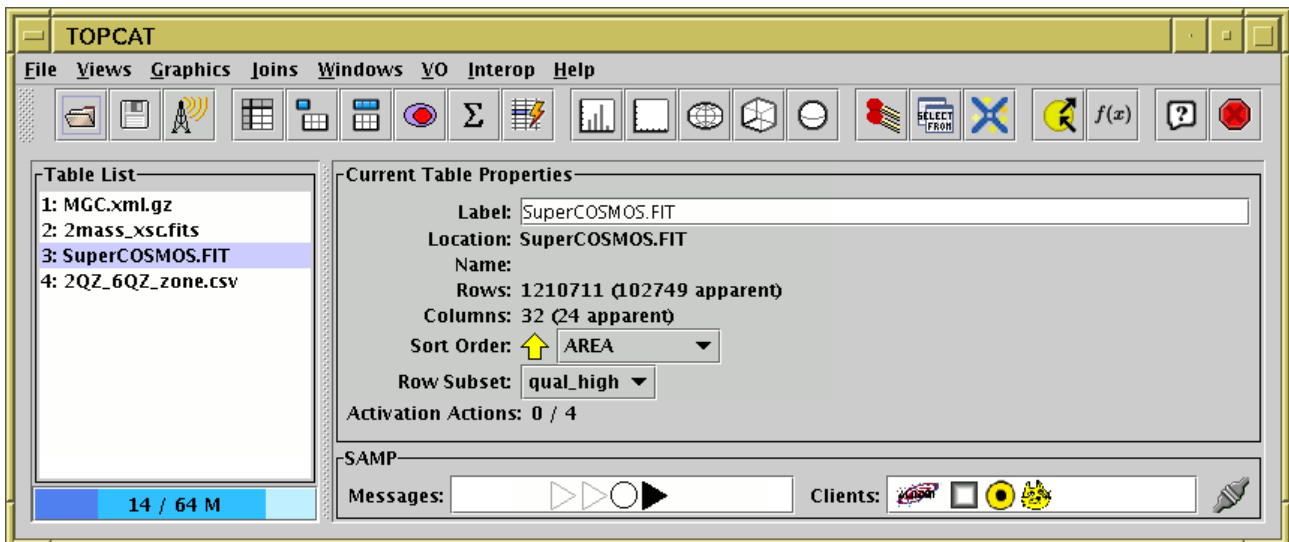 TOPCAT
File Views Graphics Joins Windows VO Interop Help
Σ SELECT FROM f(x) ?
Table List
1: MGC.xml.gz
2: 2mass_xsc.fits
3: SuperCOSMOS.FIT
4: 2QZ_6QZ_zone.csv
14 / 64 M
Current Table Properties
Label: SuperCOSMOS.FIT
Location: SuperCOSMOS.FIT
Name:
Rows: 1210711 (102749 apparent)
Columns: 32 (24 apparent)
Sort Order: AREA
Row Subset: qual_high
Activation Actions: 0 / 4
SAMP
Messages:
Clients: